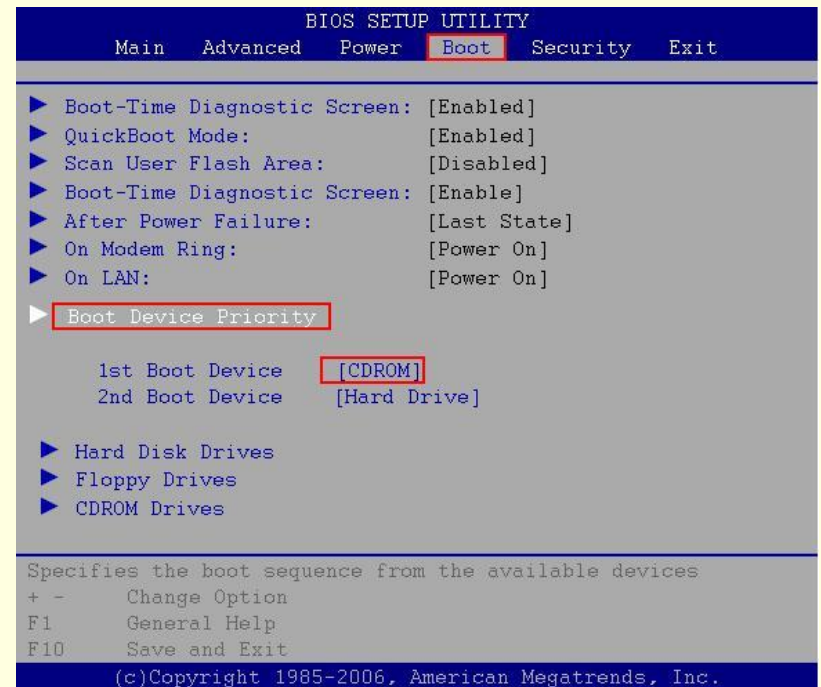 BIOS SETUP UTILITY
Main Advanced Power Boot Security Exit
Boot-Time Diagnostic Screen: [Enabled]
QuickBoot Mode: [Enabled]
Scan User Flash Area: [Disabled]
Boot-Time Diagnostic Screen: [Enable]
After Power Failure: [Last State]
On Modem Ring: [Power On]
On LAN: [Power On]
Boot Device Priority
1st Boot Device [CDROM]
2nd Boot Device [Hard Drive]
Hard Disk Drives
Floppy Drives
CDROM Drives
Specifies the boot sequence from the available devices
+ - Change Option
F1 General Help
F10 Save and Exit
(c)Copyright 1985-2006, American Megatrends, Inc.